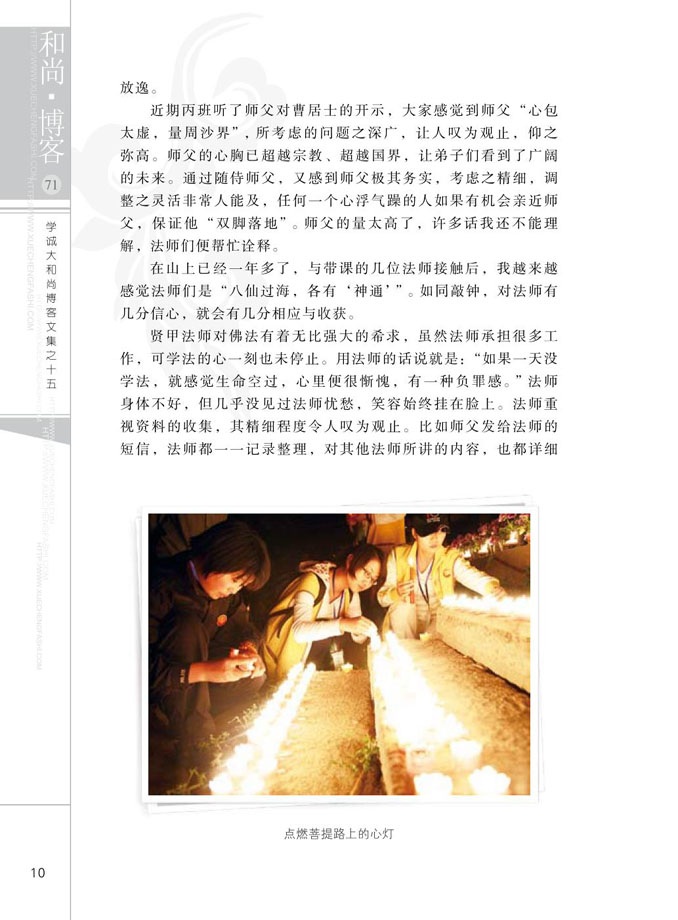 和尚·博客
71
学诚大和尚博客文集之十五
放逸。
近期丙班听了师父对曹居士的开示，大家感觉到师父“心包
太虚，量周沙界”，所考虑的问题之深广，让人叹为观止，仰之
弥高。师父的心胸已超越宗教、超越国界，让弟子们看到了广阔
的未来。通过随侍师父，又感到师父极其务实，考虑之精细，调
整之灵活非常人能及，任何一个心浮气躁的人如果有机会亲近师
父，保证他“双脚落地”。师父的量太高了，许多话我还不能理
解，法师们便帮忙诠释。
在山上已经一年多了，与带课的几位法师接触后，我越来越
感觉法师们是“八仙过海，各有‘神通’”。如同敲钟，对法师有
几分信心，就会有几分相应与收获。
贤甲法师对佛法有着无比强大的希求，虽然法师承担很多工
作，可学法的心一刻也未停止。用法师的话说就是：“如果一天没
学法，就感觉生命空过，心里便很惭愧，有一种负罪感。”法师
身体不好，但几乎没见过法师忧愁，笑容始终挂在脸上。法师重
视资料的收集，其精细程度令人叹为观止。比如师父发给法师的
短信，法师都一一记录整理，对其他法师所讲的内容，也都详细
点燃菩提路上的心灯
10